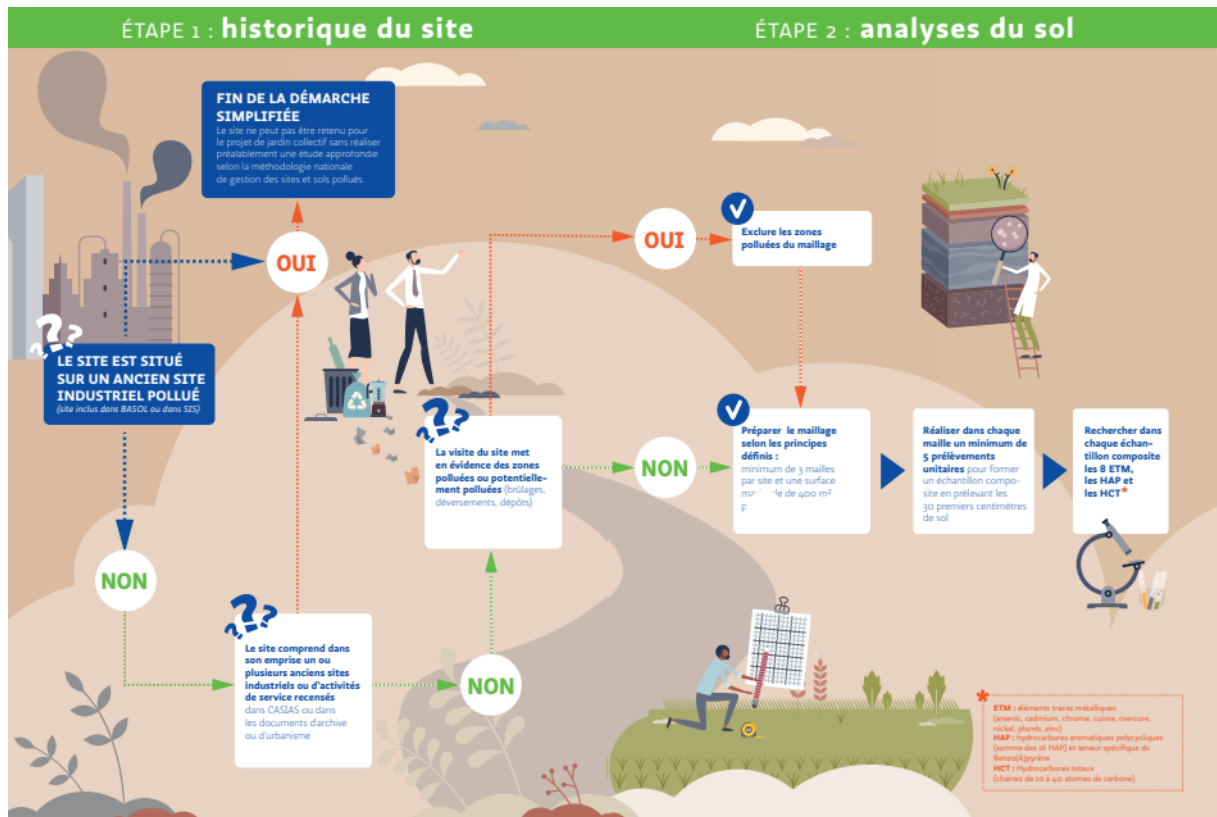 ÉTAPE 1 : historique du site
ÉTAPE 2 : analyses du sol
FIN DE LA DÉMARCHE
SIMPLIFIÉE
Le site ne peut pas être retenu pour
le projet de jardin collectif sans réaliser
préalablement une étude approfondie
selon la méthodologie nationale
de gestion des sites et sols pollués.
OUI
??
LE SITE EST SITUÉ
SUR UN ANCIEN SITE
INDUSTRIEL POLLUÉ
(site inclus dans BASOL ou dans SIS)
NON
??
Le site comprend dans
son emprise un ou
plusieurs anciens sites
industriels ou d'activités
de service recensés
dans CASIAS ou dans
les documents d'archive
ou d'urbanisme
NON
??
La visite du site met
en évidence des zones
polluées ou potentielle-
ment polluées (brûlages,
déversements, dépôts)
OUI
Exclure les zones
polluées du maillage
NON
Préparer le maillage
selon les principes
définis :
minimum de 3 mailles
par site et une surface
de 400 m²
Réaliser dans chaque
maille un minimum de
5 prélèvements
unitaires pour former
un échantillon compo-
site en prélevant les
30 premiers centimètres
de sol
Rechercher dans
chaque échan-
tillon composite
les 8 ETM,
les HAP et
les HCT*
*
ETM : éléments traces métalliques
(arsenic, cadmium, chrome, cuivre, mercure,
nickel, plomb, zinc)
HAP : hydrocarbures aromatiques polycycliques
(somme des 16 HAP) et teneur spécifique du
Benzo(A)pyrène
HCT : Hydrocarbures totaux
(chaînes de 10 à 40 atomes de carbone)